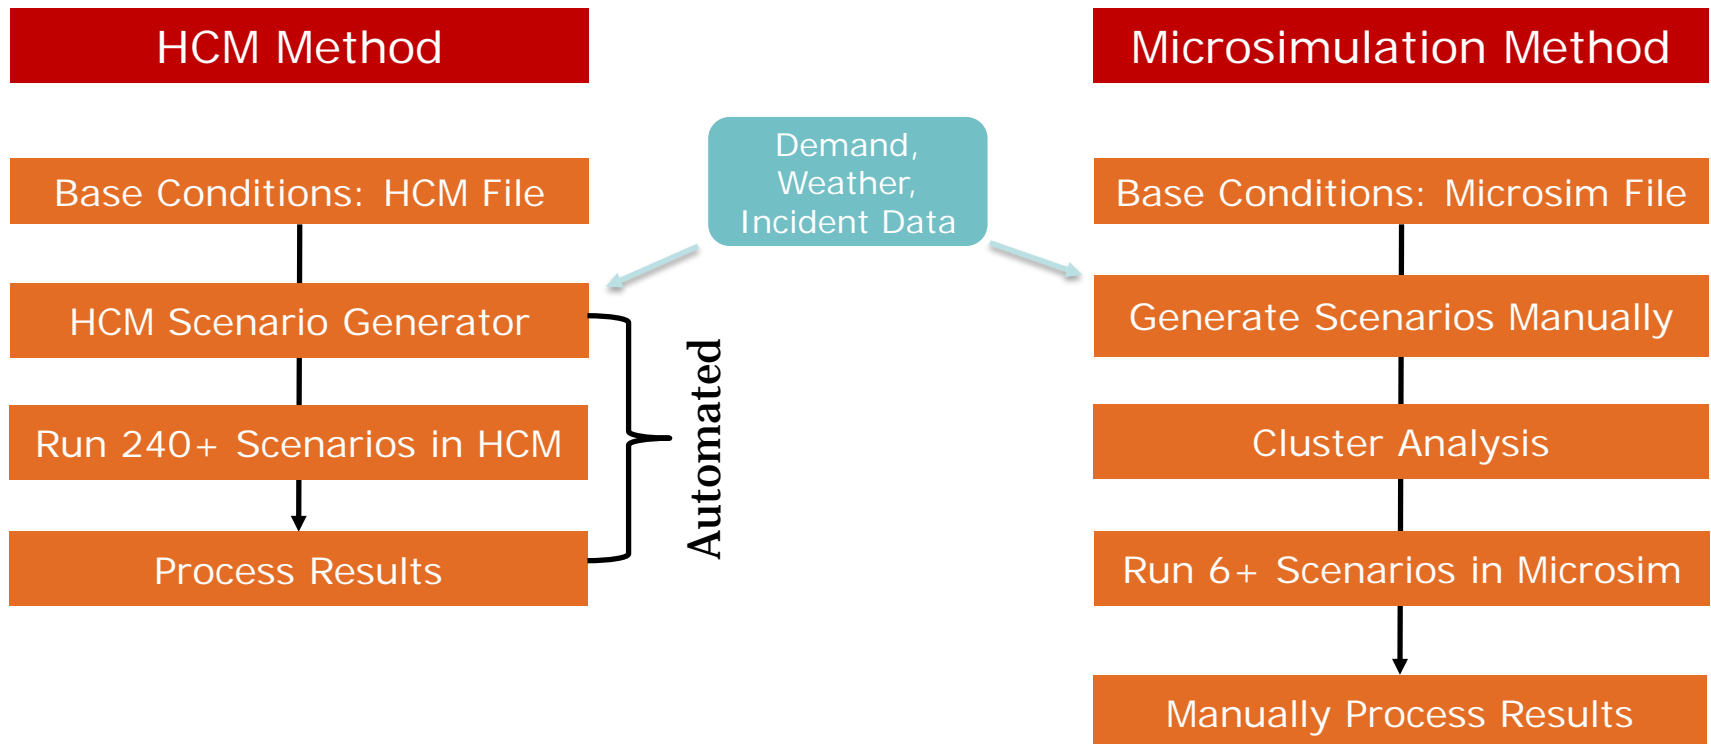 HCM Method
Base Conditions: HCM File
HCM Scenario Generator
Run 240+ Scenarios in HCM
Process Results
Automated
Demand,
Weather,
Incident Data
Microsimulation Method
Base Conditions: Microsim File
Generate Scenarios Manually
Cluster Analysis
Run 6+ Scenarios in Microsim
Manually Process Results